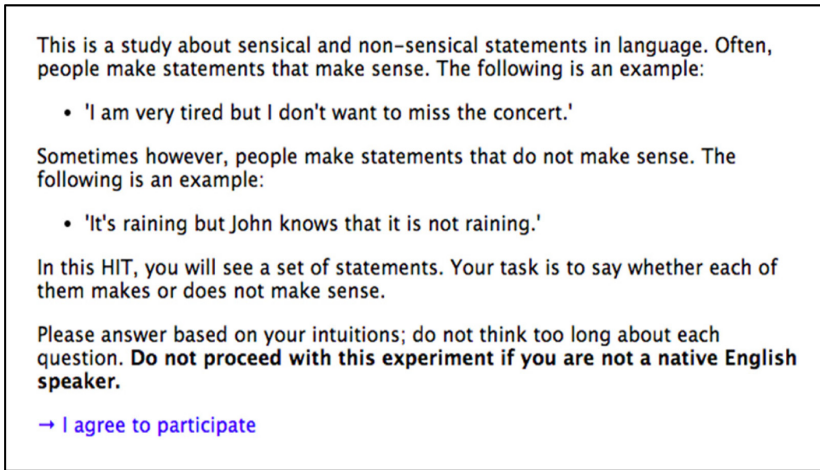 This is a study about sensical and non-sensical statements in language. Often,
people make statements that make sense. The following is an example:
• 'I am very tired but I don't want to miss the concert.'
Sometimes however, people make statements that do not make sense. The
following is an example:
• 'It's raining but John knows that it is not raining.'
In this HIT, you will see a set of statements. Your task is to say whether each of
them makes or does not make sense.
Please answer based on your intuitions; do not think too long about each
question. Do not proceed with this experiment if you are not a native English
speaker.
→ I agree to participate